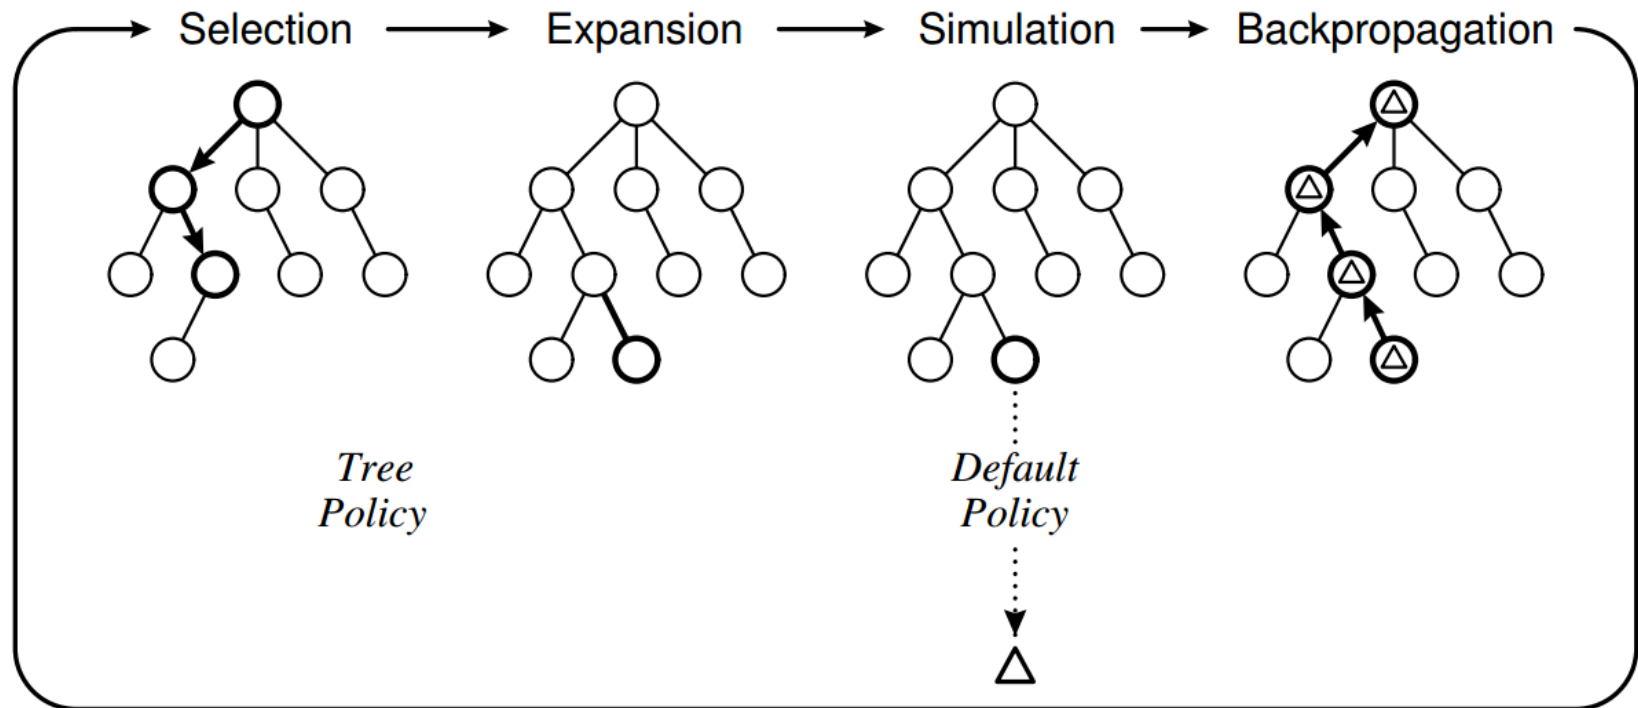 Selection Expansion Simulation Backpropagation
Tree
Policy
Default
Policy